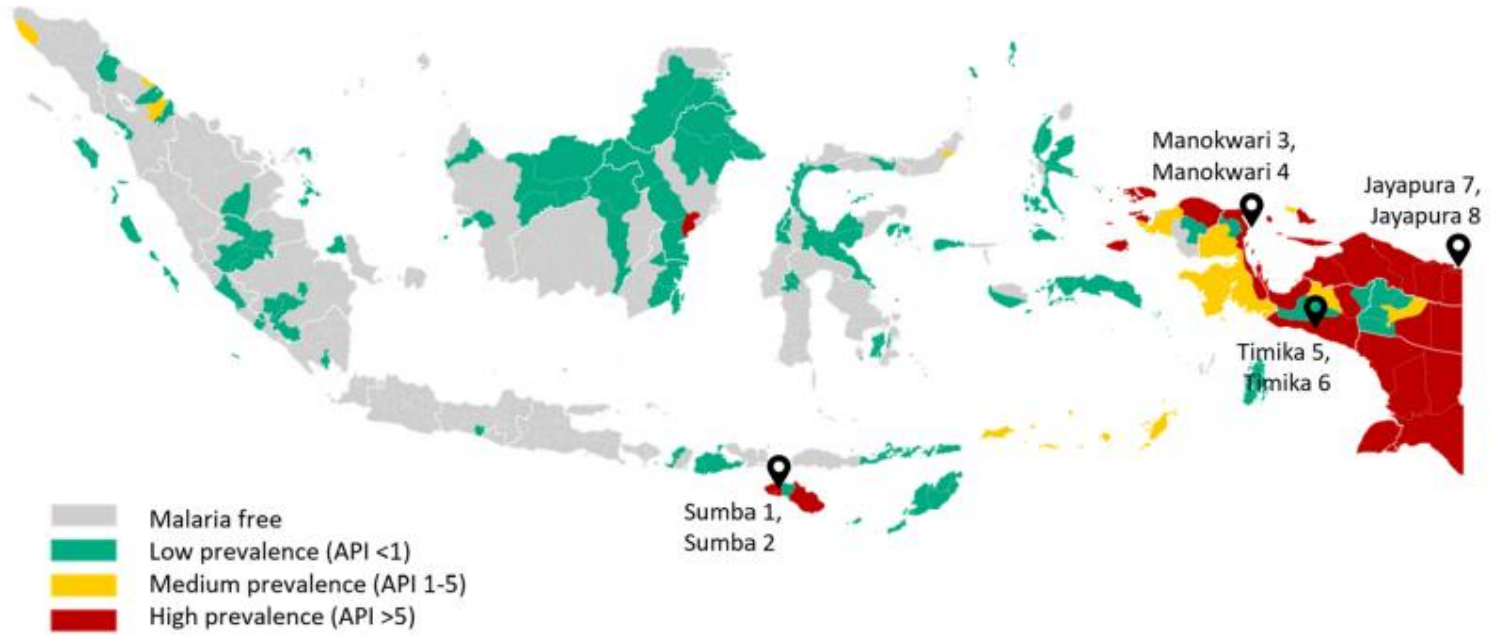 Manokwari 3,
Manokwari 4
Jayapura 7,
Jayapura 8
Timika 5,
Timika 6
Sumba 1,
Sumba 2
Malaria free
Low prevalence (API <1)
Medium prevalence (API 1-5)
High prevalence (API >5)